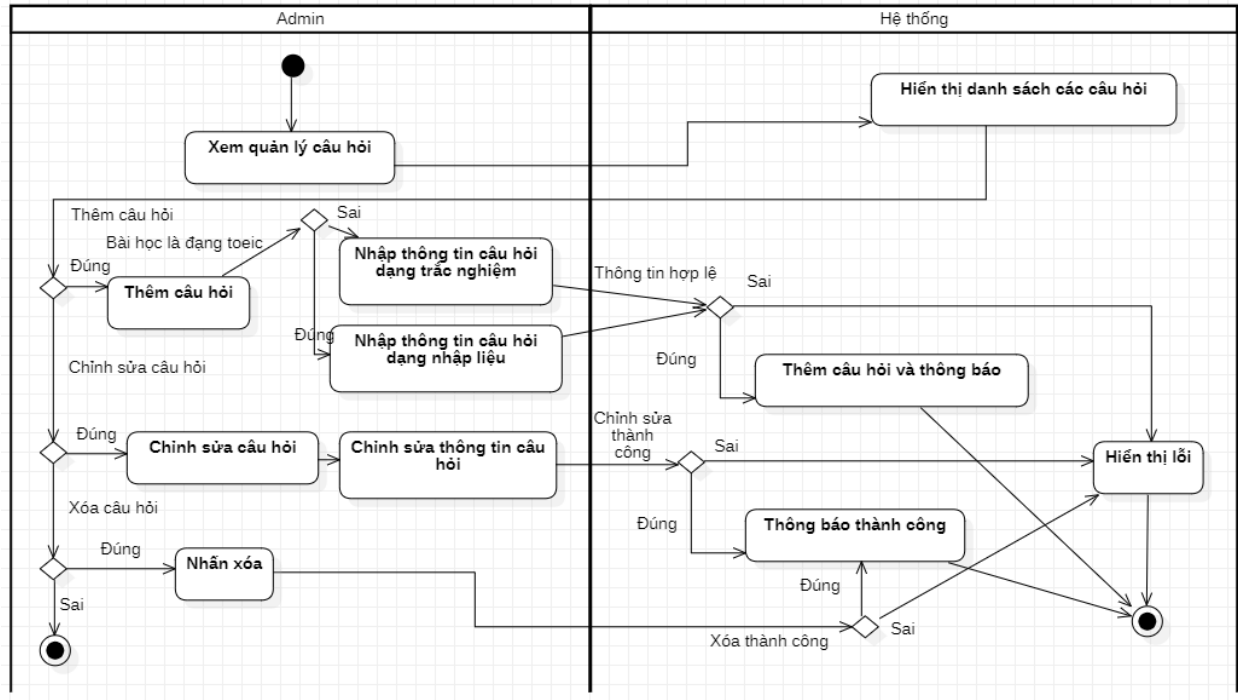 Admin
Hệ thống
Hiển thị danh sách các câu hỏi
Xem quản lý câu hỏi
Thêm câu hỏi
Sai
Bài học là đạng toeic
Đúng
Thêm câu hỏi
Nhập thông tin câu hỏi
dạng trắc nghiệm
Thông tin hợp lệ
Sai
Đúng
Nhập thông tin câu hỏi
dạng nhập liệu
Đúng
Thêm câu hỏi và thông báo
Chỉnh sửa câu hỏi
Đúng
Chỉnh sửa câu hỏi
Chỉnh sửa thông tin câu
hỏi
Chỉnh sửa
thành
công
Sai
Hiển thị lỗi
Xóa câu hỏi
Đúng
Thông báo thành công
Đúng
Nhấn xóa
Đúng
Sai
Xóa thành công
Sai